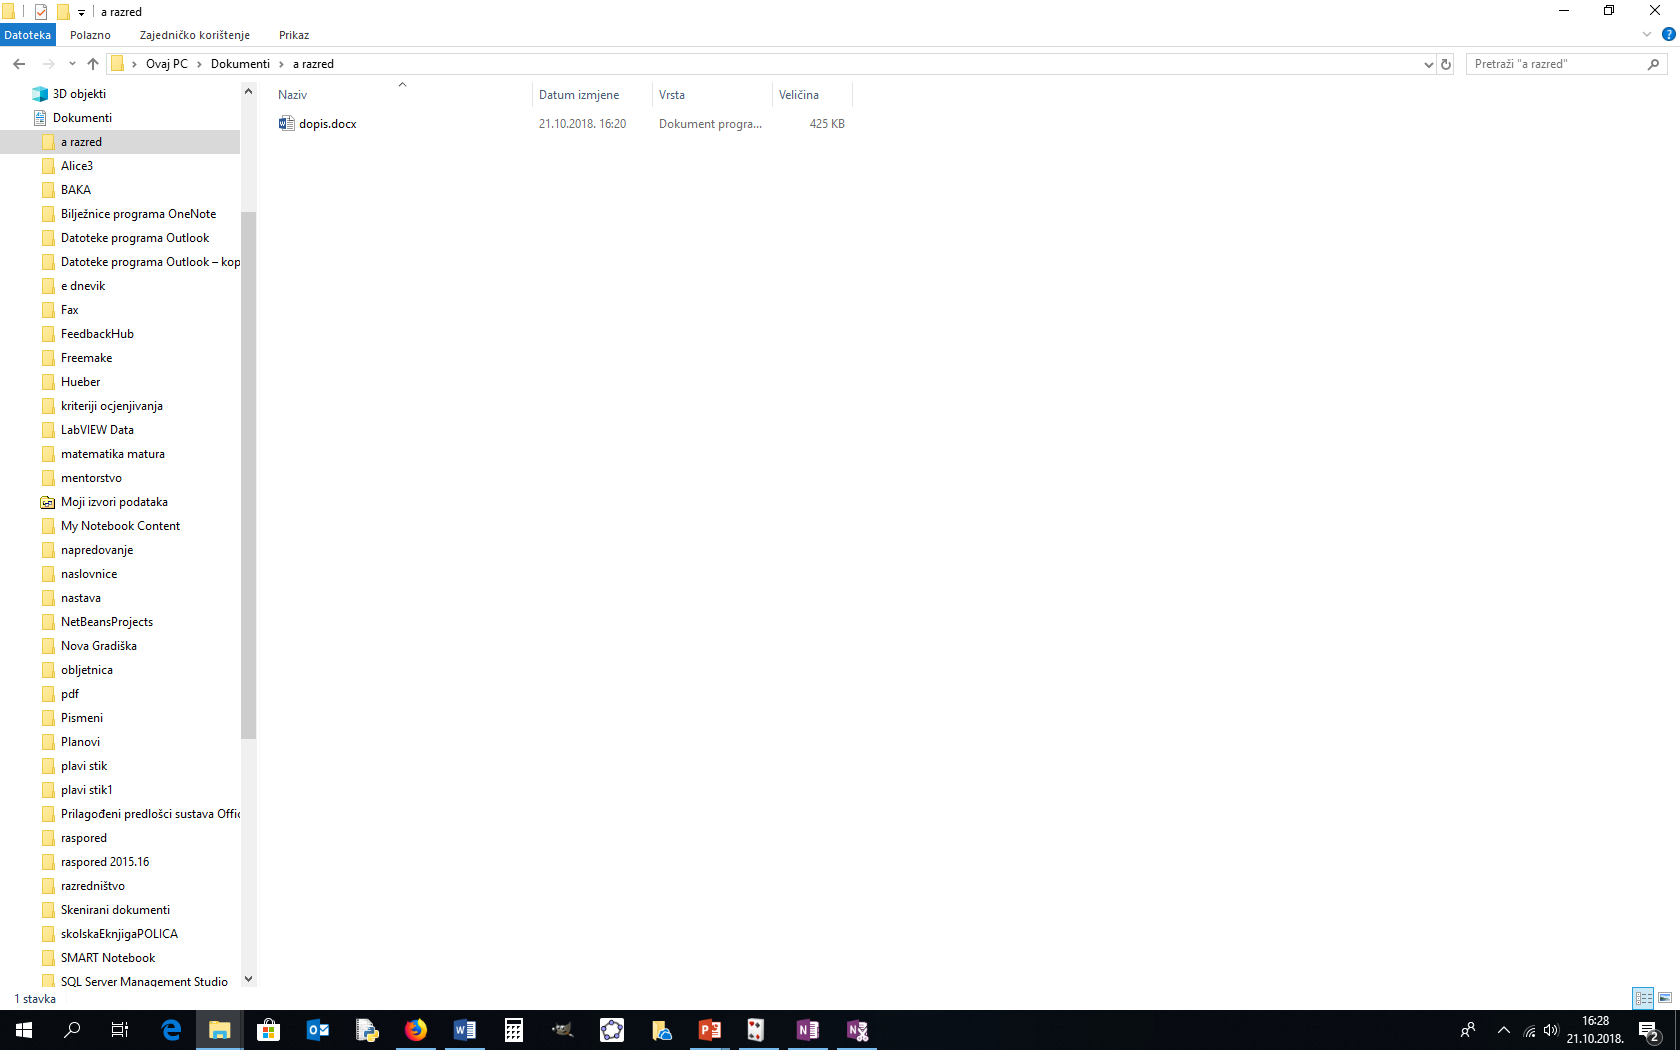 a razred
Datoteka Polazno Zajedničko korištenje Prikaz
Ovaj PC Dokumenti a razred
Pretraži "a razred"
Naziv Datum izmjene Vrsta Veličina
dopis.docx 21.10.2018. 16:20 Dokument progra... 425 KB
3D objekti
Dokumenti
a razred
Alice3
BAKA
Bilježnice programa OneNote
Datoteke programa Outlook
Datoteke programa Outlook – kop
e dnevik
Fax
FeedbackHub
Freemake
Hueber
kriteriji ocjenjivanja
LabVIEW Data
matematika matura
mentorstvo
Moji izvori podataka
My Notebook Content
napredovanje
naslovnice
nastava
NetBeansProjects
Nova Gradiška
obljetnica
pdf
Pismeni
Planovi
plavi stik
plavi stik1
Prilagođeni predlošci sustava Offic
raspored
raspored 2015.16
razredništvo
Skenirani dokumenti
skolskaEknjigaPOLICA
SMART Notebook
SQL Server Management Studio
1 stavka
16:28
21.10.2018.
2